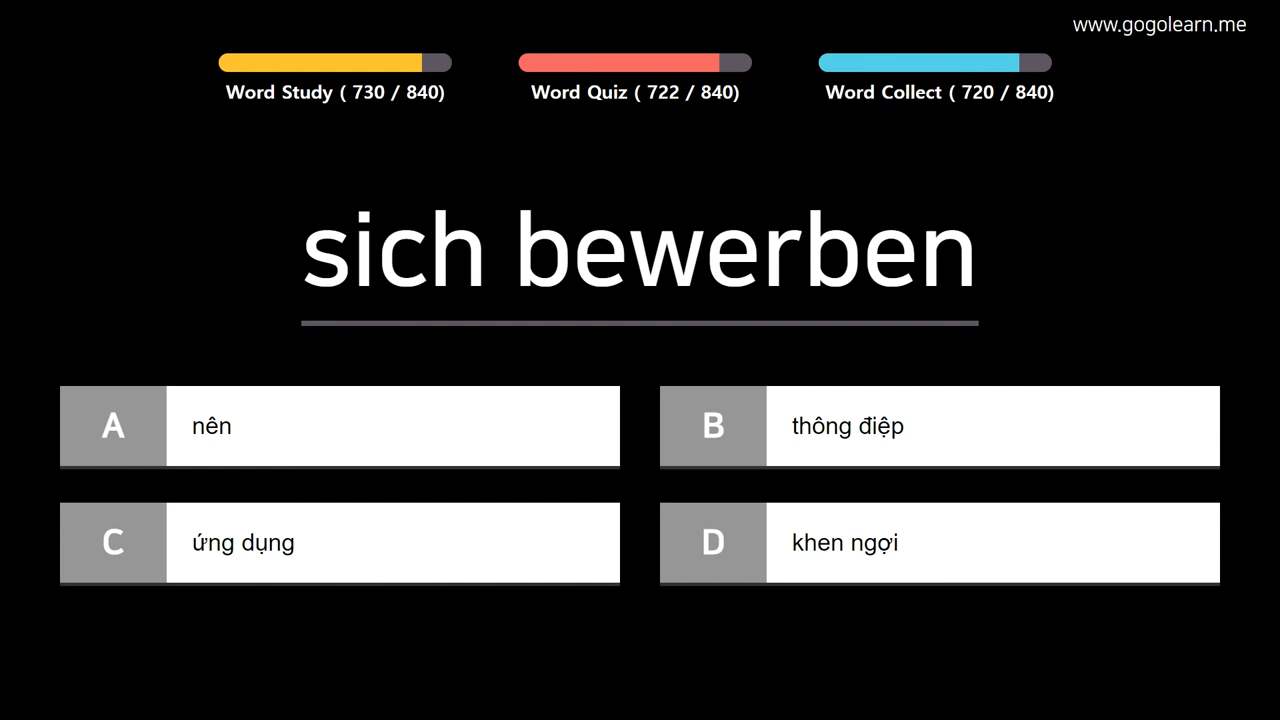 www.gogolearn.me
Word Study ( 730 / 840)
Word Quiz ( 722 / 840)
Word Collect ( 720 / 840)
sich bewerben
A nên
B thông điệp
C ứng dụng
D khen ngợi